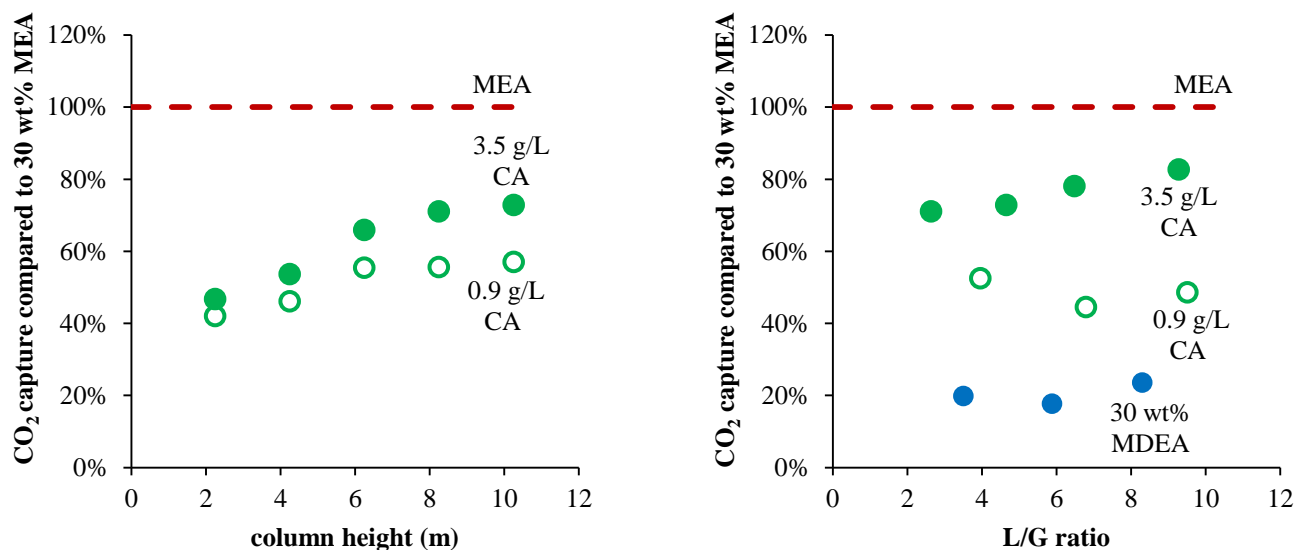 CO₂ capture compared to 30 wt% MEA
120%
100%
80%
60%
40%
20%
0%
MEA
3.5 g/L
CA
0.9 g/L
CA
0 2 4 6 8 10 12
column height (m)
CO₂ capture compared to 30 wt% MEA
120%
100%
80%
60%
40%
20%
0%
MEA
3.5 g/L
CA
0.9 g/L
CA
30 wt%
MDEA
0 2 4 6 8 10 12
L/G ratio